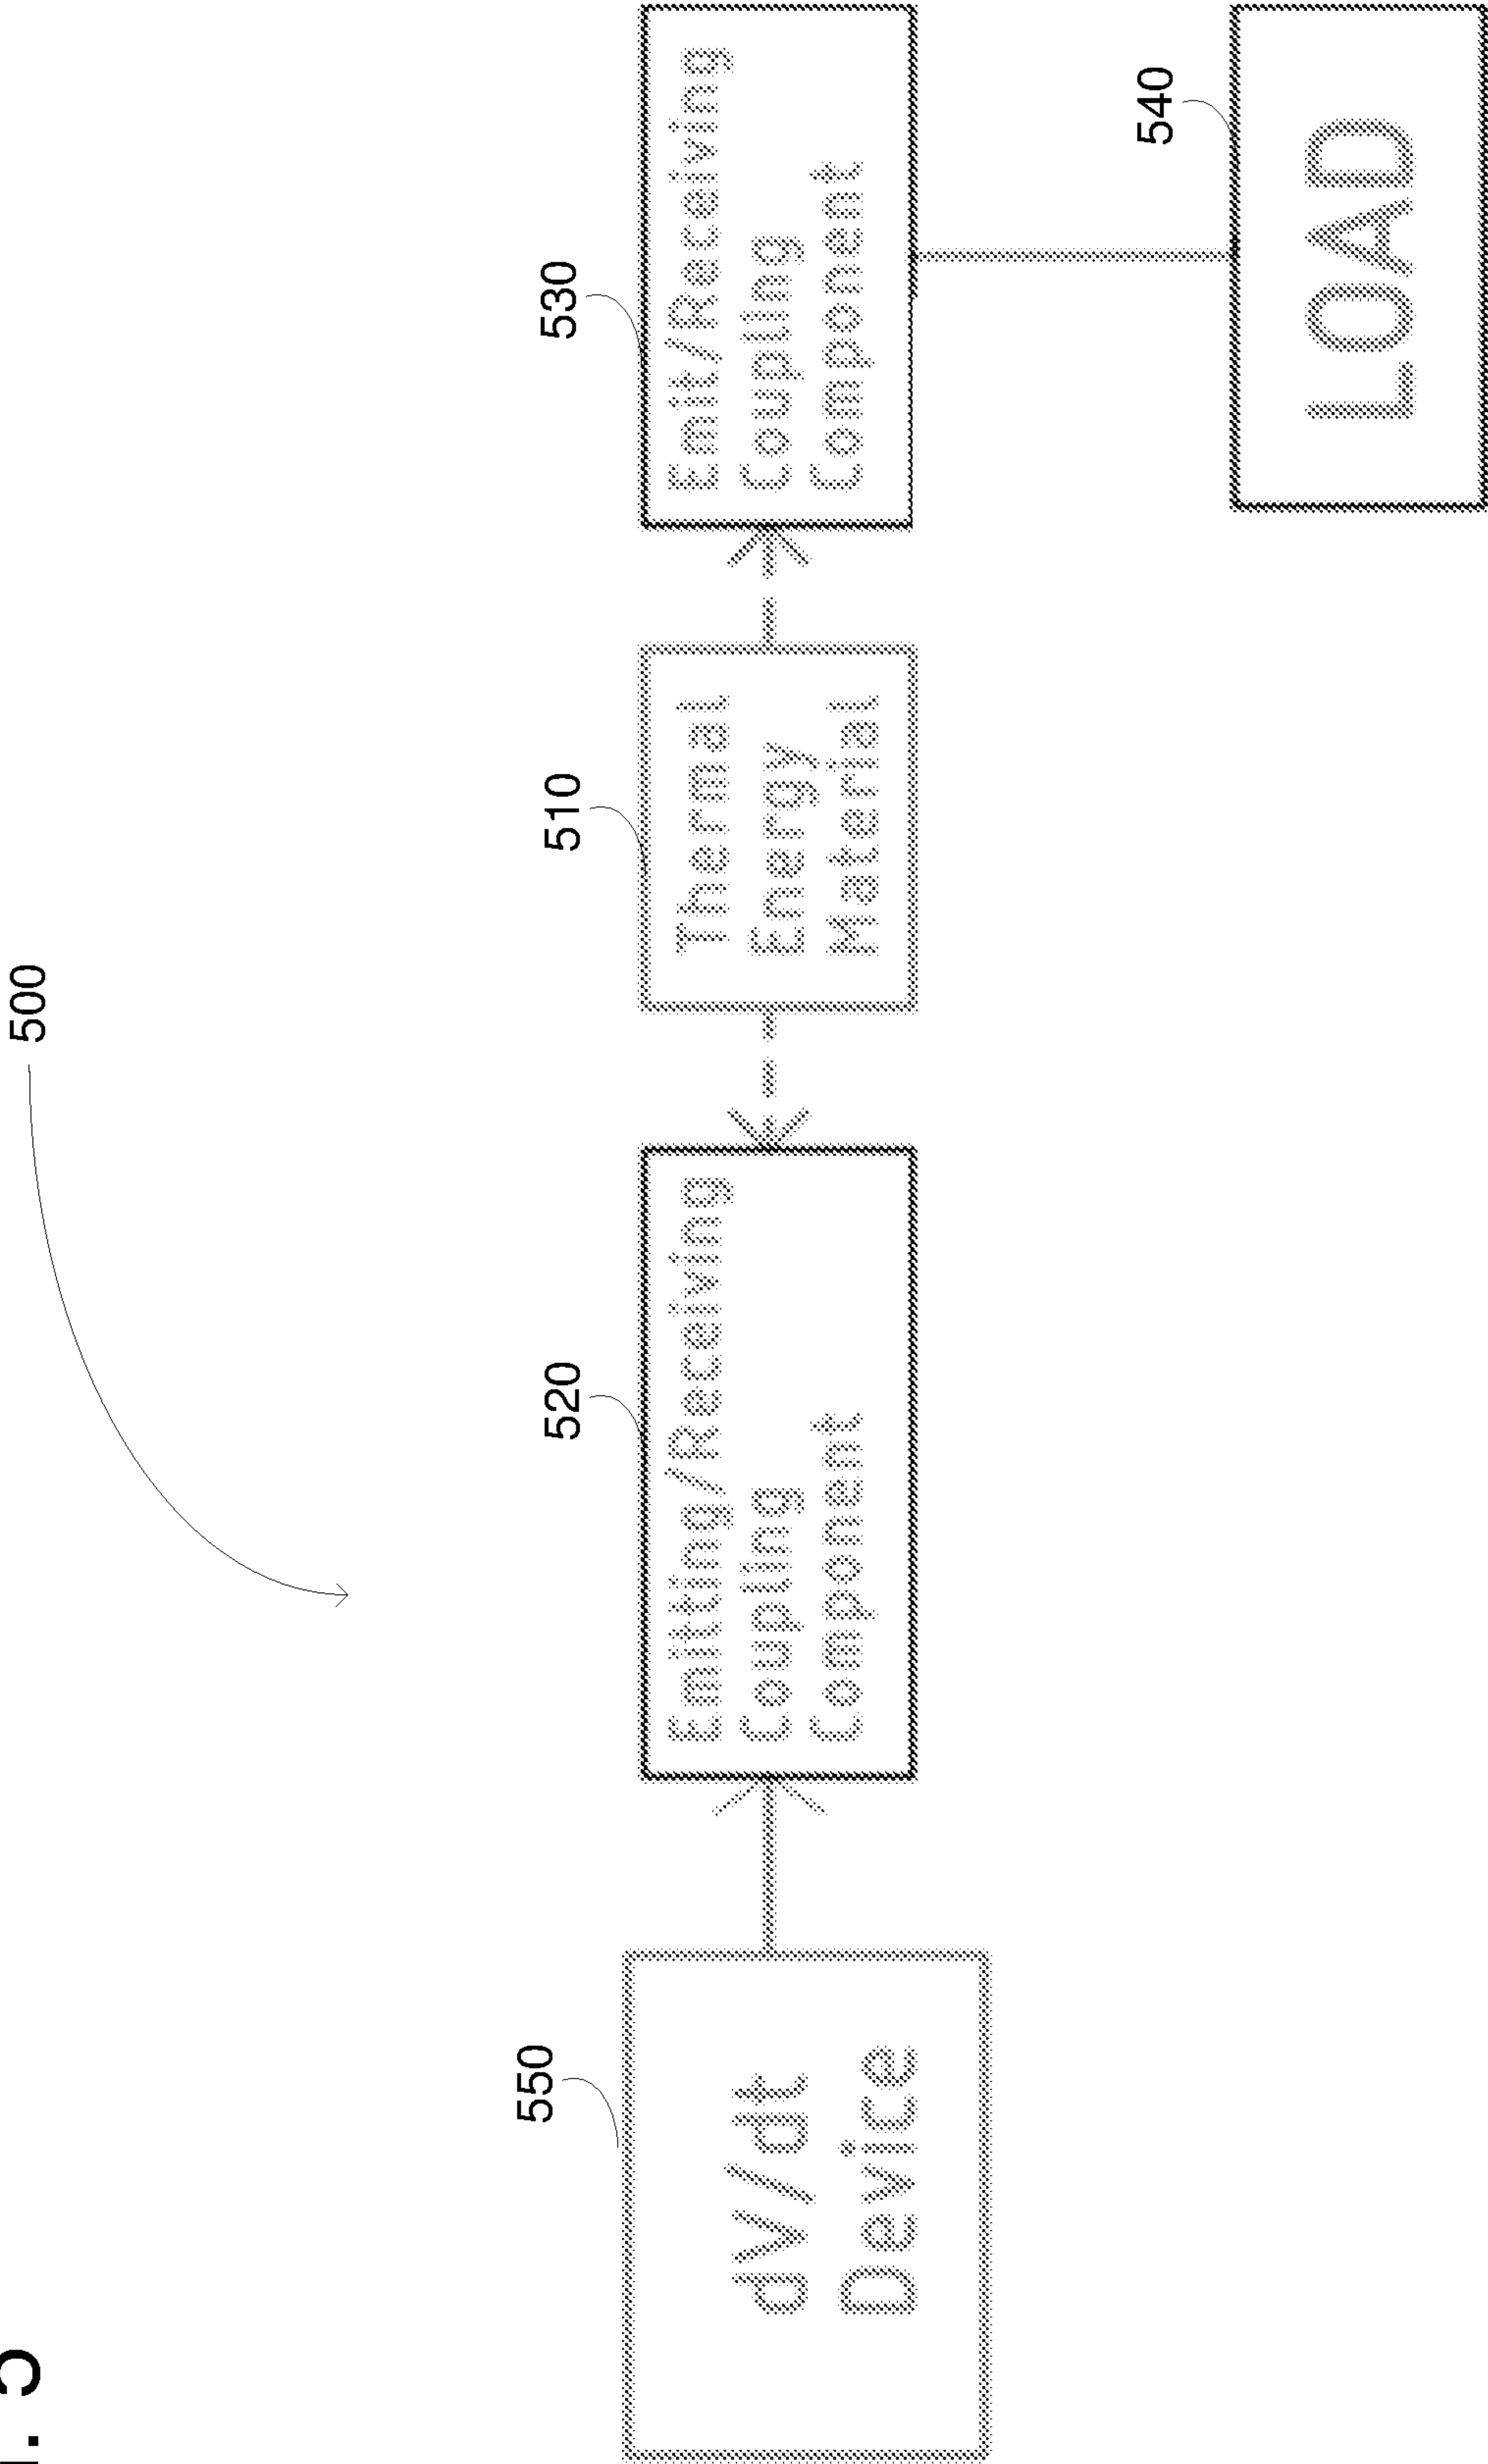 5
500
550
dV/dt
Device
520
Emitting/Receiving
Coupling
Component
510
Thermal
Energy
Material
530
Emit/Receiving
Coupling
Component
540
LOAD